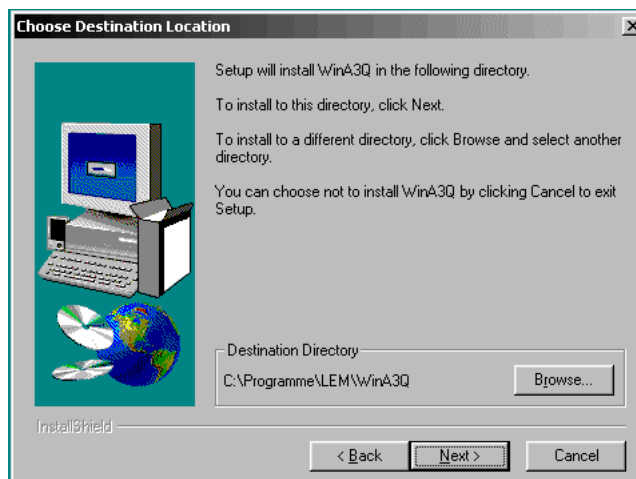 Choose Destination Location
Setup will install WinA3Q in the following directory.
To install to this directory, click Next.
To install to a different directory, click Browse and select another
directory.
You can choose not to install WinA3Q by clicking Cancel to exit
Setup.
Destination Directory
C:\Programme\LEM\WinA3Q
Browse...
InstallShield
< Back
Next >
Cancel